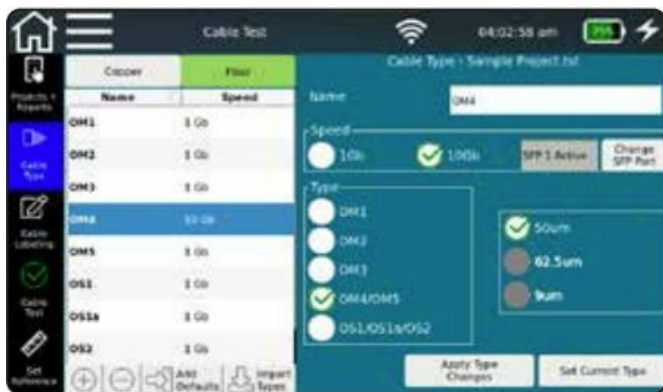 Cable Test
04:02:58 am
Projects +
Reports
Cable
Type
Cable
Labeling
Cable
Test
Set
Reference
Copper
Fiber
Name Speed
OM1 1 Gb
OM2 1 Gb
OM3 1 Gb
OM4 10 Gb
OM5 1 Gb
OS1 1 Gb
OS1a 1 Gb
OS2 1 Gb
Add
Defaults
Import
Types
Cable Type - Sample Project.tst
Name OM4
Speed
1Gb
10Gb
SFP 1 Active
Change
SFP Port
Type
OM1
OM2
OM3
OM4/OM5
OS1/OS1a/OS2
50um
62.5um
9um
Apply Type
Changes
Set Current Type